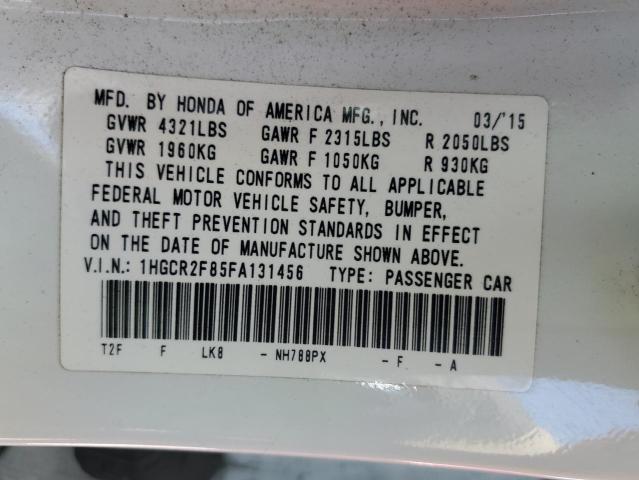 MFD. BY HONDA OF AMERICA MFG., INC. 03/'15
GVWR 4321LBS GAWR F 2315LBS R 2050LBS
GVWR 1960KG GAWR F 1050KG R 930KG
THIS VEHICLE CONFORMS TO ALL APPLICABLE
FEDERAL MOTOR VEHICLE SAFETY, BUMPER,
AND THEFT PREVENTION STANDARDS IN EFFECT
ON THE DATE OF MANUFACTURE SHOWN ABOVE.
V.I.N.: 1HGCR2F85FA131456 TYPE: PASSENGER CAR
T2F F LK8 - NH788PX - F - A